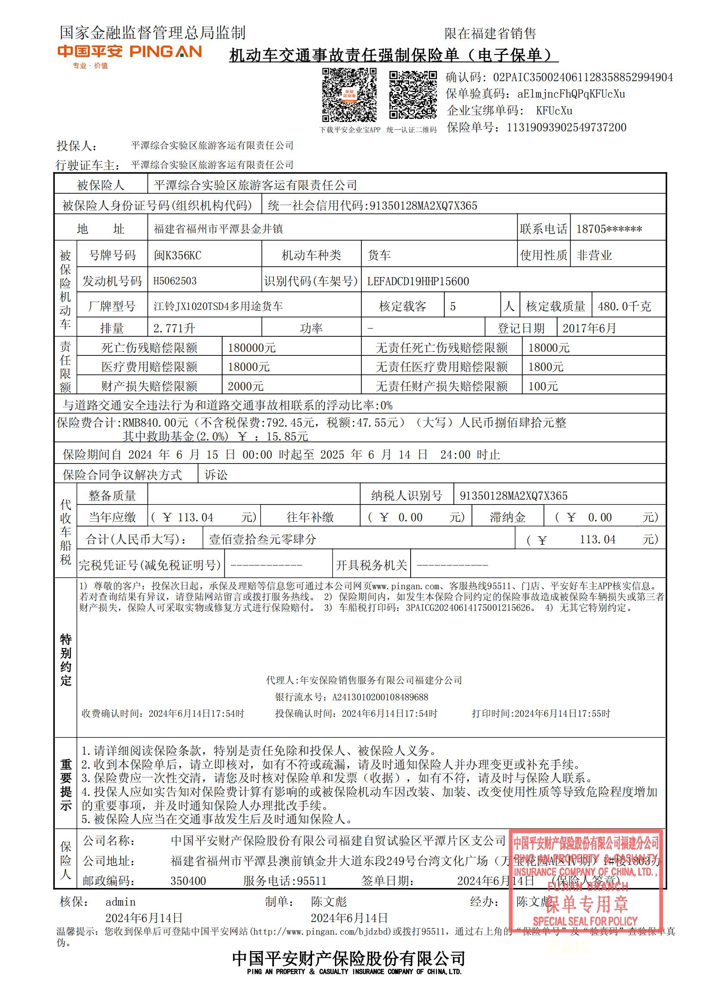 国家金融监督管理总局监制
限在福建省销售
中国平安 PINGAN
专业·价值
机动车交通事故责任强制保险单（电子保单）
平安
企业宝
下载平安企业宝APP 统一认证二维码
确认码: 02PAIC350024061128358852994904
保单验真码: aElmjncFhQPqKFUcXu
企业宝绑单码: KFUcXu
保险单号: 11319093902549737200
投保人: 平潭综合实验区旅游客运有限责任公司
行驶证车主: 平潭综合实验区旅游客运有限责任公司
被保险人 平潭综合实验区旅游客运有限责任公司
被保险人身份证号码(组织机构代码) 统一社会信用代码:91350128MA2XQ7X365
地 址 福建省福州市平潭县金井镇 联系电话 18705******
被保险机动车
号牌号码 闽K356KC 机动车种类 货车 使用性质 非营业
发动机号码 H5062503 识别代码(车架号) LEFADCD19HHP15600
厂牌型号 江铃JX1020TSD4多用途货车 核定载客 5 人 核定载质量 480.0千克
排量 2.771升 功率 - 登记日期 2017年6月
责任限额
死亡伤残赔偿限额 180000元 无责任死亡伤残赔偿限额 18000元
医疗费用赔偿限额 18000元 无责任医疗费用赔偿限额 1800元
财产损失赔偿限额 2000元 无责任财产损失赔偿限额 100元
与道路交通安全违法行为和道路交通事故相联系的浮动比率:0%
保险费合计:RMB840.00元（不含税保费:792.45元，税额:47.55元）（大写）人民币捌佰肆拾元整
其中救助基金(2.0%) ￥ : 15.85元
保险期间自 2024 年 6 月 15 日 00:00 时起至 2025 年 6 月 14 日 24:00 时止
保险合同争议解决方式 诉讼
代收车船税
整备质量 纳税人识别号 91350128MA2XQ7X365
当年应缴 ( ￥ 113.04 元) 往年补缴 ( ￥ 0.00 元) 滞纳金 ( ￥ 0.00 元)
合计(人民币大写): 壹佰壹拾叁元零肆分 ( ￥ 113.04 元)
完税凭证号(减免税证明号) ------------ 开具税务机关 ------------
特别约定
1) 尊敬的客户: 投保次日起，承保及理赔等信息您可通过本公司网页www.pingan.com、客服热线95511、门店、平安好车主APP核实信息。
若对查询结果有异议，请登陆网站留言或拨打服务热线。 2) 保险期间内，如发生本保险合同约定的保险事故造成被保险车辆损失或第三者
财产损失，保险人可采取实物或修复方式进行保险赔付。 3) 车船税打印码: 3PAICG20240614175001215626。 4) 无其它特别约定。
代理人:年安保险销售服务有限公司福建分公司
银行流水号: A2413010200108489688
收费确认时间: 2024年6月14日17:54时 投保确认时间: 2024年6月14日17:54时 打印时间:2024年6月14日17:55时
重要提示
1.请详细阅读保险条款，特别是责任免除和投保人、被保险人义务。
2.收到本保险单后，请立即核对，如有不符或疏漏，请及时通知保险人并办理变更或补充手续。
3.保险费应一次性交清，请您及时核对保险单和发票（收据），如有不符，请及时与保险人联系。
4.投保人应如实告知对保险费计算有影响的或被保险机动车因改装、加装、改变使用性质等导致危险程度增加
的重要事项，并及时通知保险人办理批改手续。
5.被保险人应当在交通事故发生后及时通知保险人。
保险人
公司名称: 中国平安财产保险股份有限公司福建自贸试验区平潭片区支公司
公司地址: 福建省福州市平潭县澳前镇金井大道东段249号台湾文化广场（万宝花园A区Ⅳ期）1#楼1803办
邮政编码: 350400 服务电话:95511 签单日期: 2024年6月14日 (保险人签章)
中国平安财产保险股份有限公司福建分公司
PING AN PROPERTY & CASUALTY
INSURANCE COMPANY OF CHINA, LTD.,
FUJIAN BRANCH
保单专用章
SPECIAL SEAL FOR POLICY
核保: admin 制单: 陈文彪 经办: 陈文彪
2024年6月14日 2024年6月14日
温馨提示: 您收到保单后可登陆中国平安网站(http://www.pingan.com/bjdzbd)或拨打95511，通过右上角的“保险单号”及“验真码”查验保单真
伪。
PAIC
中国平安财产保险股份有限公司
PING AN PROPERTY & CASUALTY INSURANCE COMPANY OF CHINA,LTD.